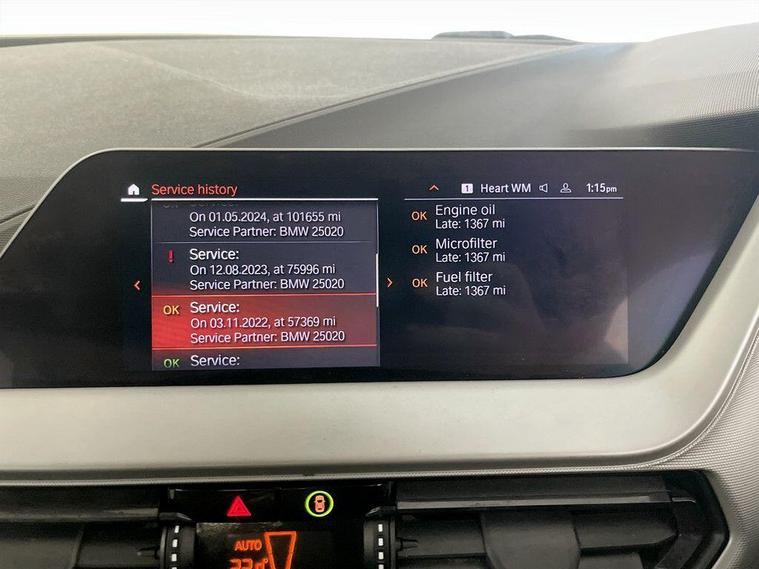 Service history
1 Heart WM 1:15pm
On 01.05.2024, at 101655 mi
Service Partner: BMW 25020
! Service:
On 12.08.2023, at 75996 mi
Service Partner: BMW 25020
OK Service:
On 03.11.2022, at 57369 mi
Service Partner: BMW 25020
OK Service:
OK Engine oil
Late: 1367 mi
OK Microfilter
Late: 1367 mi
OK Fuel filter
Late: 1367 mi
AUTO